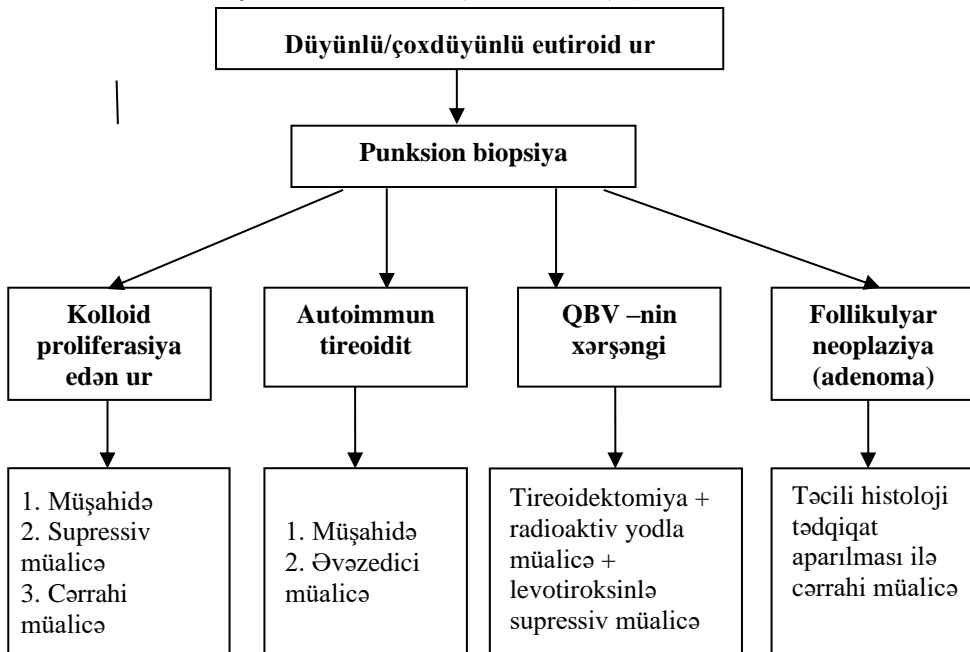 Düyünlü/çoxdüyünlü eutiroid ur
Punksion biopsiya
Kolloid
proliferasiya
edən ur
Autoimmun
tireoidit
QBV –nin
xərşəngi
Follikulyar
neoplaziya
(adenoma)
1. Müşahidə
2. Supressiv
müalicə
3. Cərrahi
müalicə
1. Müşahidə
2. Əvəzedici
müalicə
Tireoidektomiya +
radioaktiv yodla
müalicə +
levotiroksinlə
supressiv müalicə
Təcili histoloji
tədqiqat
aparılması ilə
cərrahi müalicə